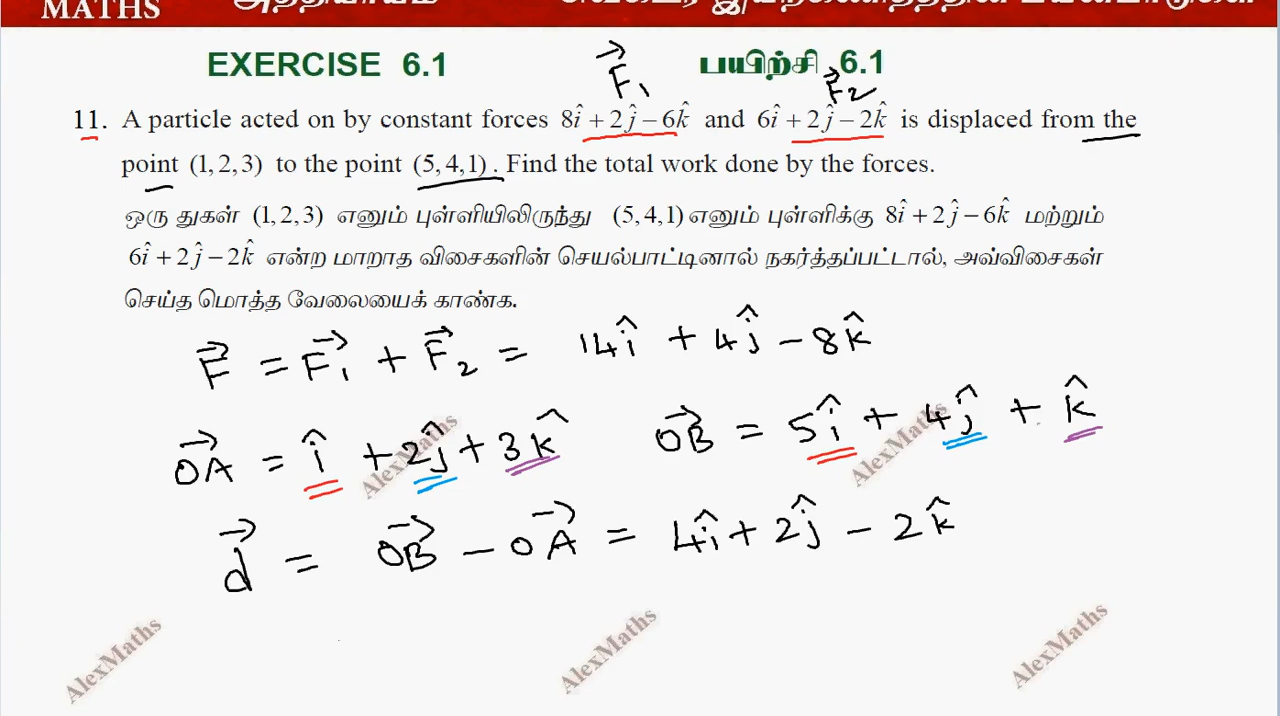 MATHS அத்தியாயம்
EXERCISE 6.1 பயிற்சி 6.1
F⃗₁ F⃗₂
11. A particle acted on by constant forces 8î + 2ĵ − 6k̂ and 6î + 2ĵ − 2k̂ is displaced from the
point (1, 2, 3) to the point (5, 4, 1) . Find the total work done by the forces.
ஒரு துகள் (1, 2, 3) எனும் புள்ளியிலிருந்து (5, 4, 1) எனும் புள்ளிக்கு 8î + 2ĵ − 6k̂ மற்றும்
6î + 2ĵ − 2k̂ என்ற மாறாத விசைகளின் செயல்பாட்டினால் நகர்த்தப்பட்டால், அவ்விசைகள்
செய்த மொத்த வேலையைக் காண்க.
F⃗ = F⃗₁ + F⃗₂ = 14î + 4ĵ − 8k̂
OA⃗ = î + 2ĵ + 3k̂ OB⃗ = 5î + 4ĵ + k̂
AlexMaths AlexMaths
d⃗ = OB⃗ − OA⃗ = 4î + 2ĵ − 2k̂
AlexMaths AlexMaths AlexMaths